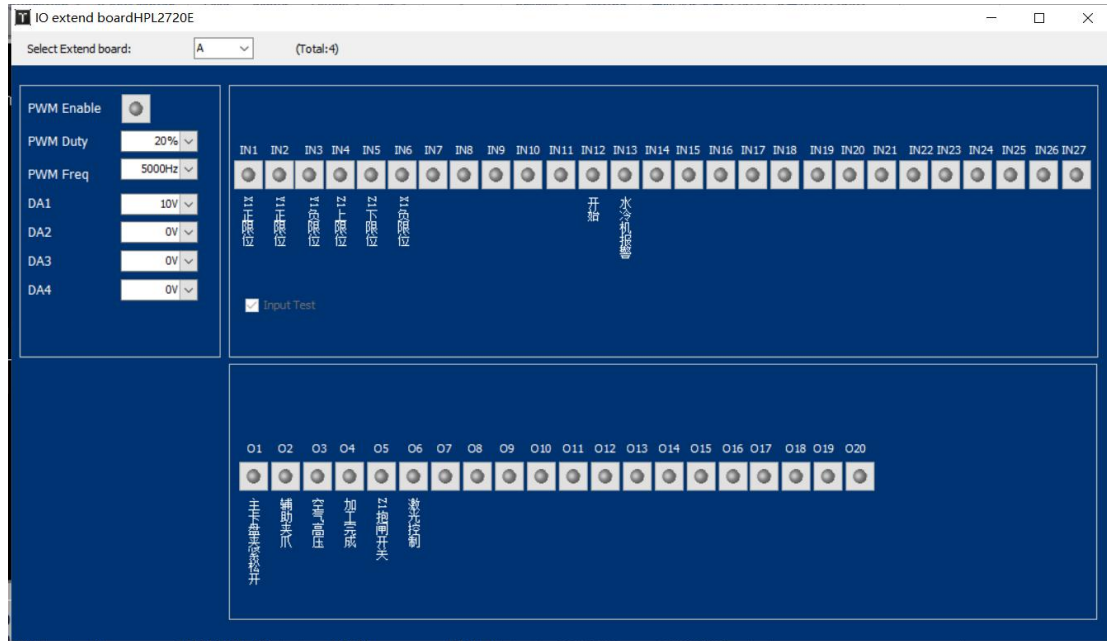 IO extend boardHPL2720E
Select Extend board:
A
(Total:4)
PWM Enable
PWM Duty
20%
PWM Freq
5000Hz
DA1
10V
DA2
0V
DA3
0V
DA4
0V
IN1 IN2 IN3 IN4 IN5 IN6 IN7 IN8 IN9 IN10 IN11 IN12 IN13 IN14 IN15 IN16 IN17 IN18 IN19 IN20 IN21 IN22 IN23 IN24 IN25 IN26 IN27
X1正限位
Y1正限位
X1负限位
Z1上限位
Z1下限位
Y1负限位
开始
水冷机报警
Input Test
O1 O2 O3 O4 O5 O6 O7 O8 O9 O10 O11 O12 O13 O14 O15 O16 O17 O18 O19 O20
主卡盘夹紧松开
辅助夹爪
空气高压
加工完成
Z1抱闸开关
激光控制